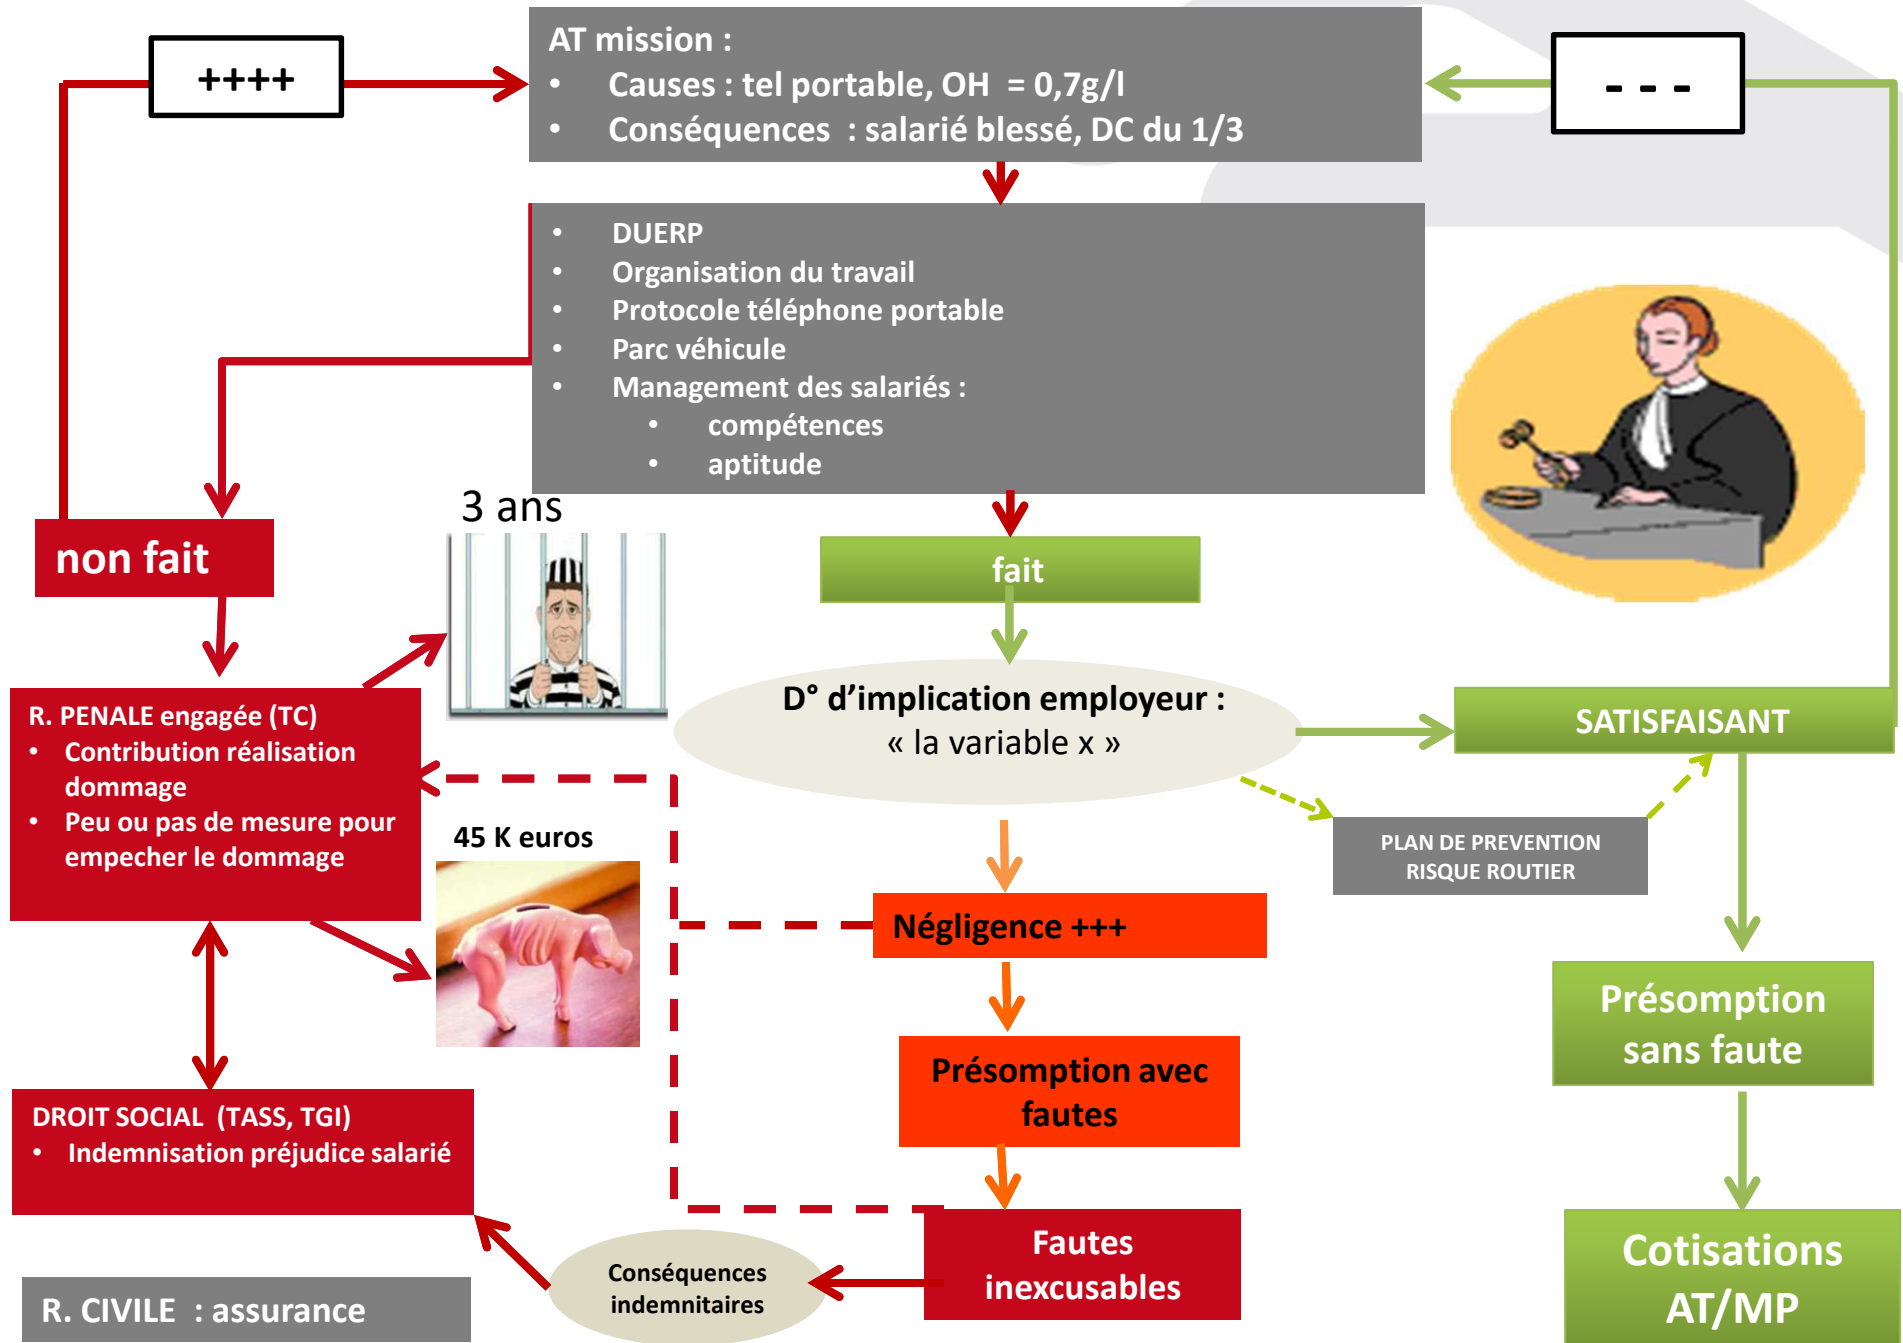 ++++
AT mission :
• Causes : tel portable, OH = 0,7g/l
• Conséquences : salarié blessé, DC du 1/3
- - -
• DUERP
• Organisation du travail
• Protocole téléphone portable
• Parc véhicule
• Management des salariés :
• compétences
• aptitude
3 ans
non fait
fait
D° d'implication employeur :
« la variable x »
SATISFAISANT
R. PENALE engagée (TC)
• Contribution réalisation
dommage
• Peu ou pas de mesure pour
empecher le dommage
45 K euros
PLAN DE PREVENTION
RISQUE ROUTIER
Négligence +++
Présomption
sans faute
Présomption avec
fautes
DROIT SOCIAL (TASS, TGI)
• Indemnisation préjudice salarié
Fautes
inexcusables
Conséquences
indemnitaires
Cotisations
AT/MP
R. CIVILE : assurance